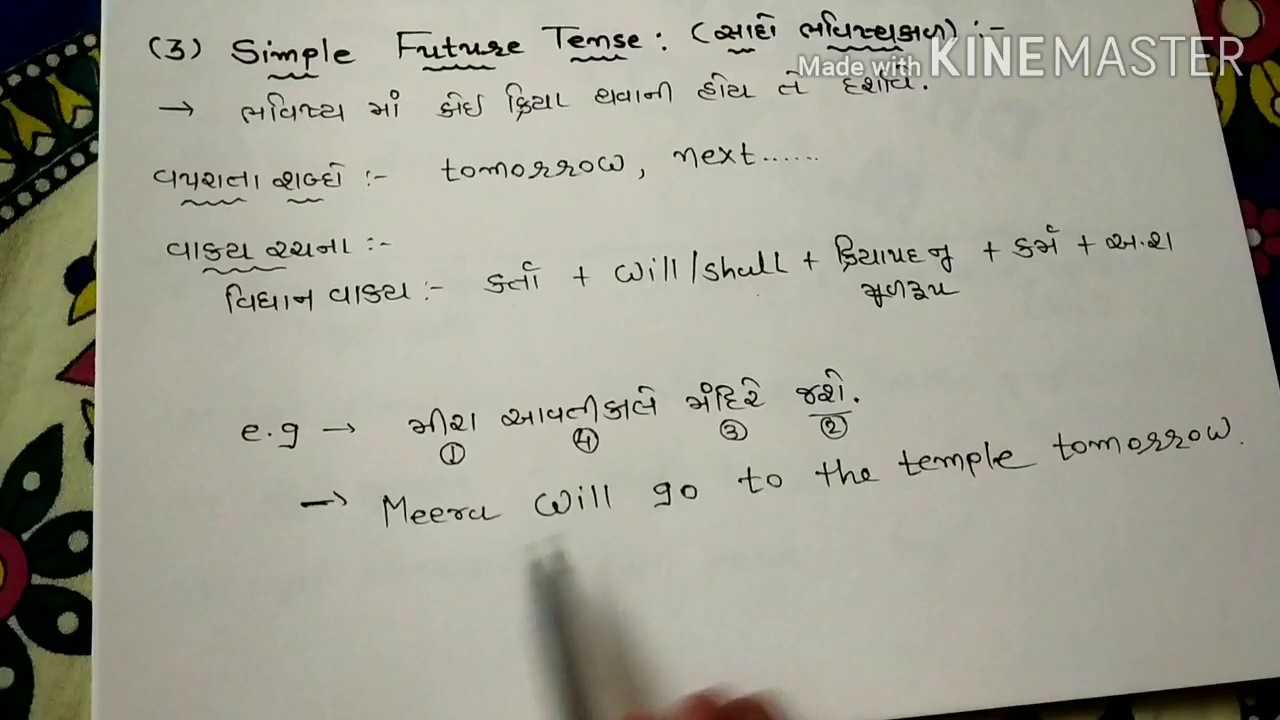 (3) Simple Future Tense : (સાદો ભવિષ્યકાળ) :-
Made with KINEMASTER
→ ભવિષ્ય માં કોઈ ક્રિયા થવાની હોય તે દર્શાવે.
વપરાતા શબ્દો :- tomorrow, next......
વાક્ય રચના :-
વિધાન વાક્ય :- કર્તા + will/shall + ક્રિયાપદ નુ + કર્મ + અ.શ
મૂળરૂપ
e.g → મીરા આવતીકાલે મંદિરે જશે.
① ④ ③ ②
→ Meera will go to the temple tomorrow.